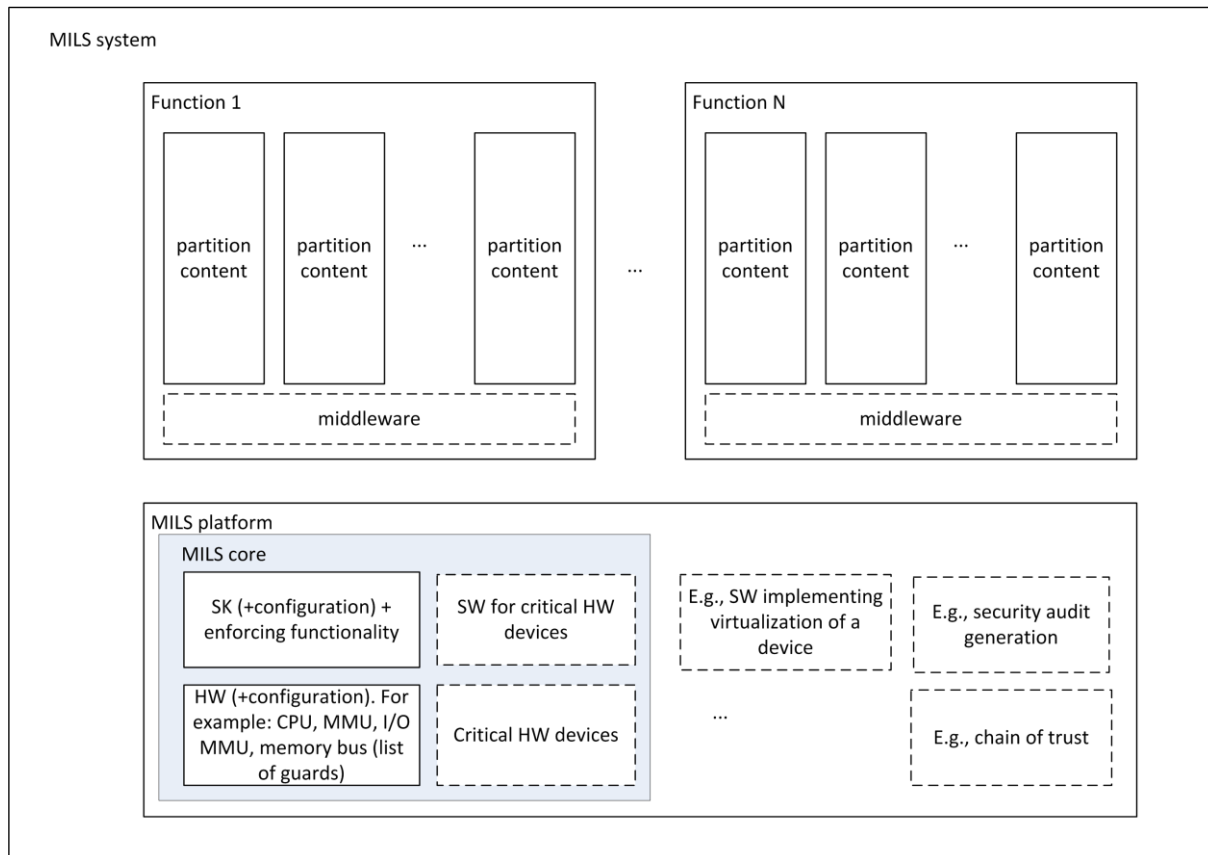 MILS system
Function 1
partition
content
partition
content
...
partition
content
middleware
...
Function N
partition
content
partition
content
...
partition
content
middleware
MILS platform
MILS core
SK (+configuration) +
enforcing functionality
SW for critical HW
devices
E.g., SW implementing
virtualization of a
device
E.g., security audit
generation
HW (+configuration). For
example: CPU, MMU, I/O
MMU, memory bus (list
of guards)
Critical HW devices
...
E.g., chain of trust